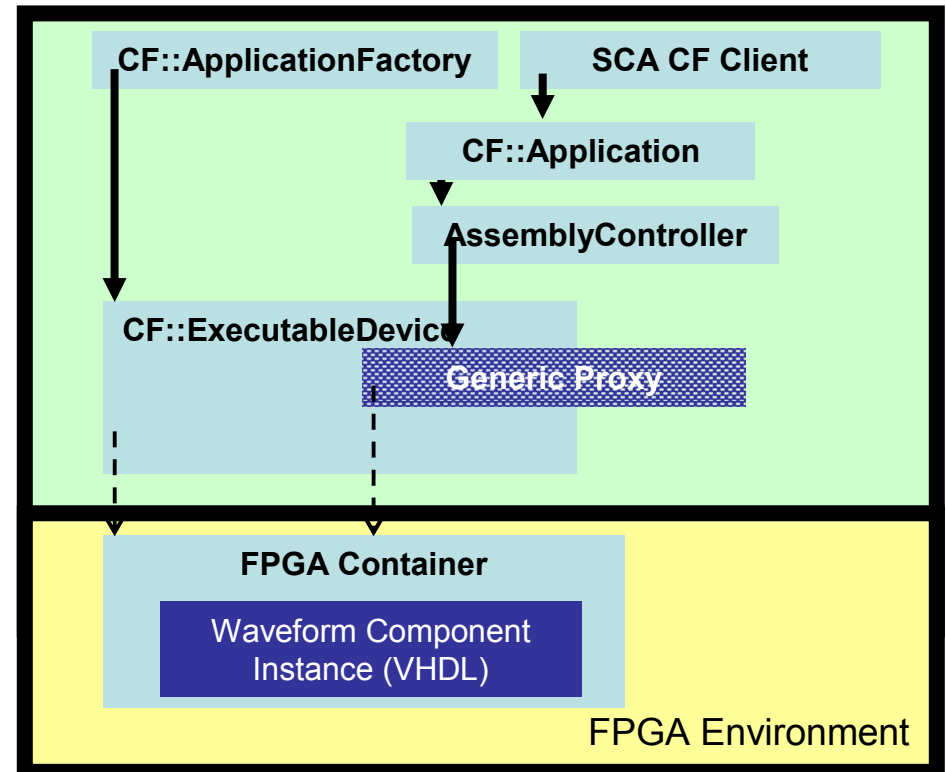 CF::ApplicationFactory
SCA CF Client
CF::Application
AssemblyController
CF::ExecutableDevice
Generic Proxy
FPGA Container
Waveform Component
Instance (VHDL)
FPGA Environment